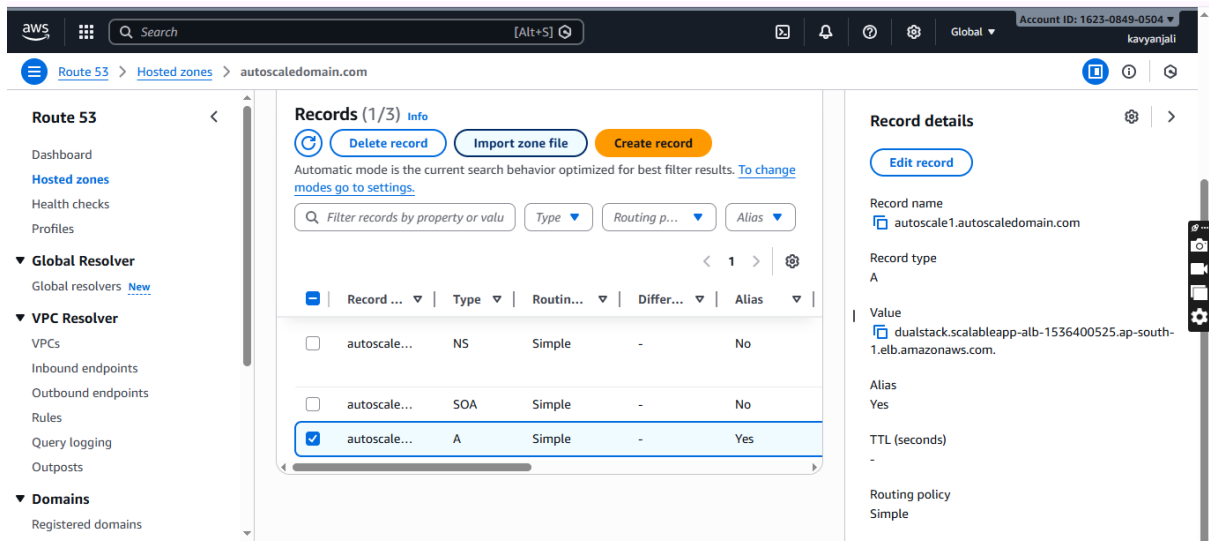 aws
Search
[Alt+S]
Global
Account ID: 1623-0849-0504
kavyanjali
Route 53 > Hosted zones > autoscaledomain.com
Route 53
Dashboard
Hosted zones
Health checks
Profiles
Global Resolver
Global resolvers New
VPC Resolver
VPCs
Inbound endpoints
Outbound endpoints
Rules
Query logging
Outposts
Domains
Registered domains
Records (1/3) Info
Delete record
Import zone file
Create record
Automatic mode is the current search behavior optimized for best filter results. To change
modes go to settings.
Filter records by property or valu
Type
Routing p...
Alias
1
Record ... Type Routin... Differ... Alias
autoscale... NS Simple - No
autoscale... SOA Simple - No
autoscale... A Simple - Yes
Record details
Edit record
Record name
autoscale1.autoscaledomain.com
Record type
A
Value
dualstack.scalableapp-alb-1536400525.ap-south-
1.elb.amazonaws.com.
Alias
Yes
TTL (seconds)
-
Routing policy
Simple